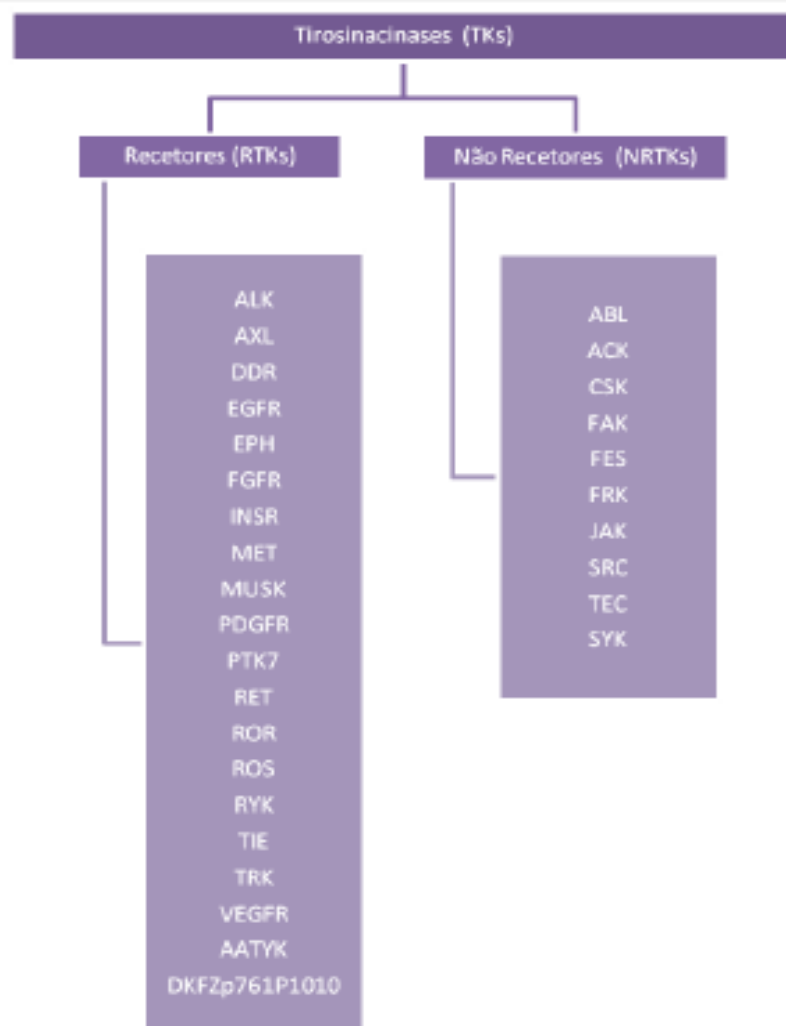 Tirosinacinases (TKs)
Recetores (RTKs)
Não Recetores (NRTKs)
ALK
AXL
DDR
EGFR
EPH
FGFR
INSR
MET
MUSK
PDGFR
PTK7
RET
ROR
ROS
RYK
TIE
TRK
VEGFR
AATYK
DKFZp761P1010
ABL
ACK
CSK
FAK
FES
FRK
JAK
SRC
TEC
SYK